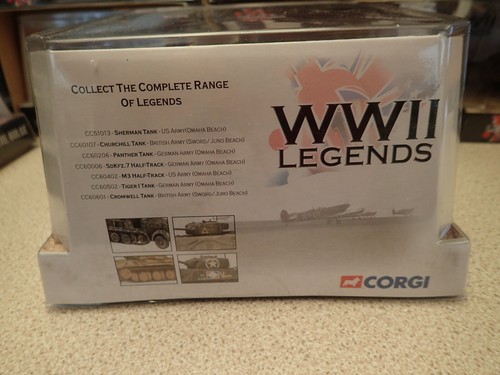 COLLECT THE COMPLETE RANGE
OF LEGENDS
CC51013 - SHERMAN TANK - US ARMY (OMAHA BEACH)
CC60107 - CHURCHILL TANK - BRITISH ARMY (SWORD/ JUNO BEACH)
CC60206 - PANTHER TANK - GERMAN ARMY (OMAHA BEACH)
CC60006 - SDKFZ.7 HALF-TRACK - GERMAN ARMY (OMAHA BEACH)
CC60402 - M3 HALF-TRACK - US ARMY (OMAHA BEACH)
CC60502 - TIGER I TANK - GERMAN ARMY (OMAHA BEACH)
CC60601 - CROMWELL TANK - BRITISH ARMY (SWORD/ JUNO BEACH)
WWII
LEGENDS
CORGI